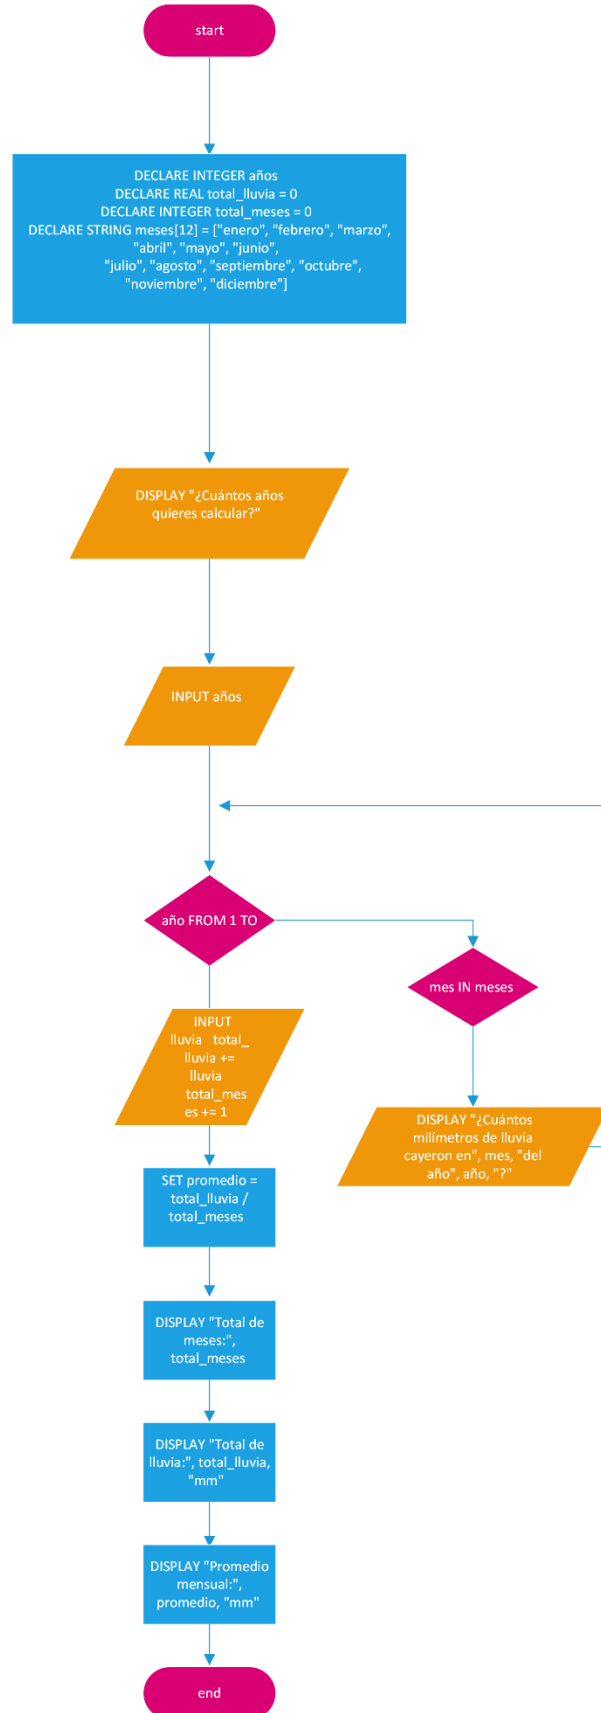 start
DECLARE INTEGER años
DECLARE REAL total_lluvia = 0
DECLARE INTEGER total_meses = 0
DECLARE STRING meses[12] = ["enero", "febrero", "marzo",
"abril", "mayo", "junio",
"julio", "agosto", "septiembre", "octubre",
"noviembre", "diciembre"]
DISPLAY "¿Cuántos años
quieres calcular?"
INPUT años
año FROM 1 TO
mes IN meses
INPUT
lluvia total_
lluvia +=
lluvia
total_mes
es += 1
DISPLAY "¿Cuántos
milímetros de lluvia
cayeron en", mes, "del
año", año, "?"
SET promedio =
total_lluvia /
total_meses
DISPLAY "Total de
meses:",
total_meses
DISPLAY "Total de
lluvia:", total_lluvia,
"mm"
DISPLAY "Promedio
mensual:",
promedio, "mm"
end